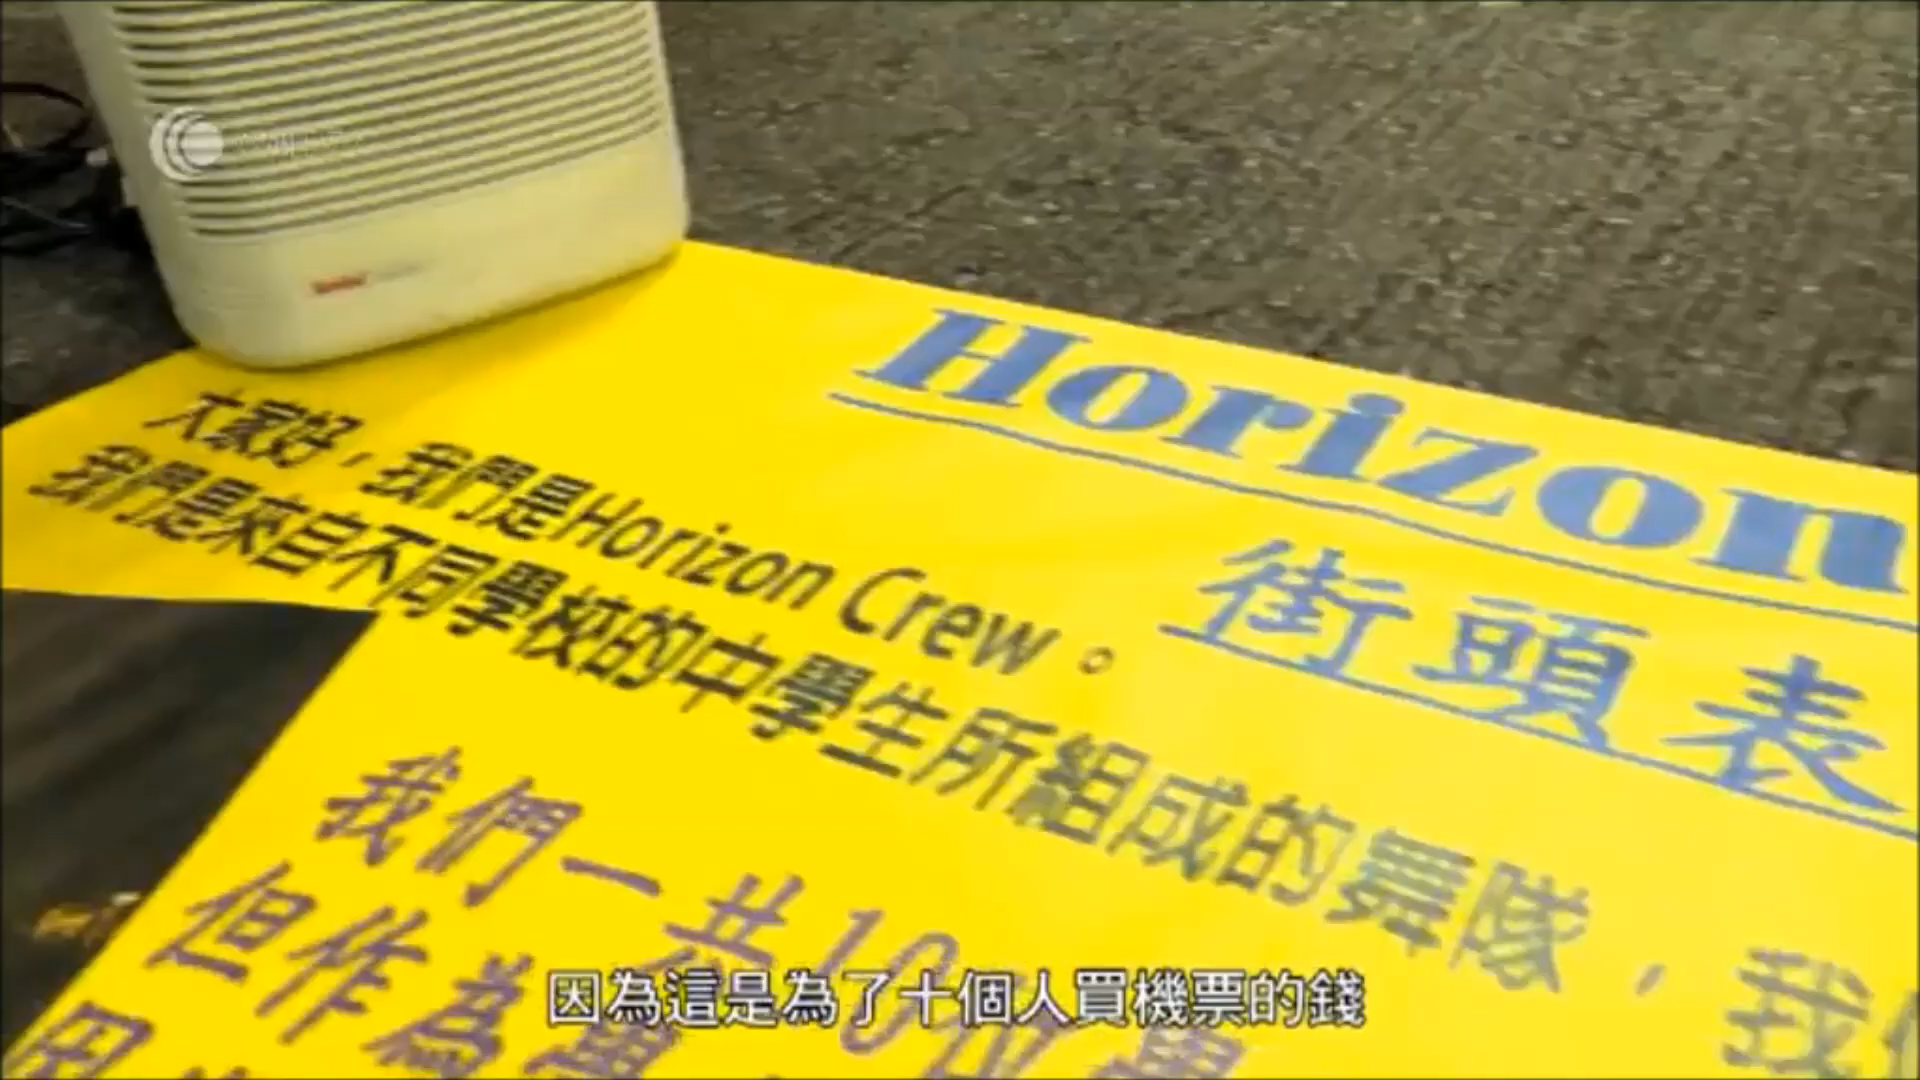 Horizon
街頭表
大家好，我們是Horizon Crew。
我們是來自不同學校的中學生所組成的舞隊，我
我們一共10位
但作為
因為這是為了十個人買機票的錢